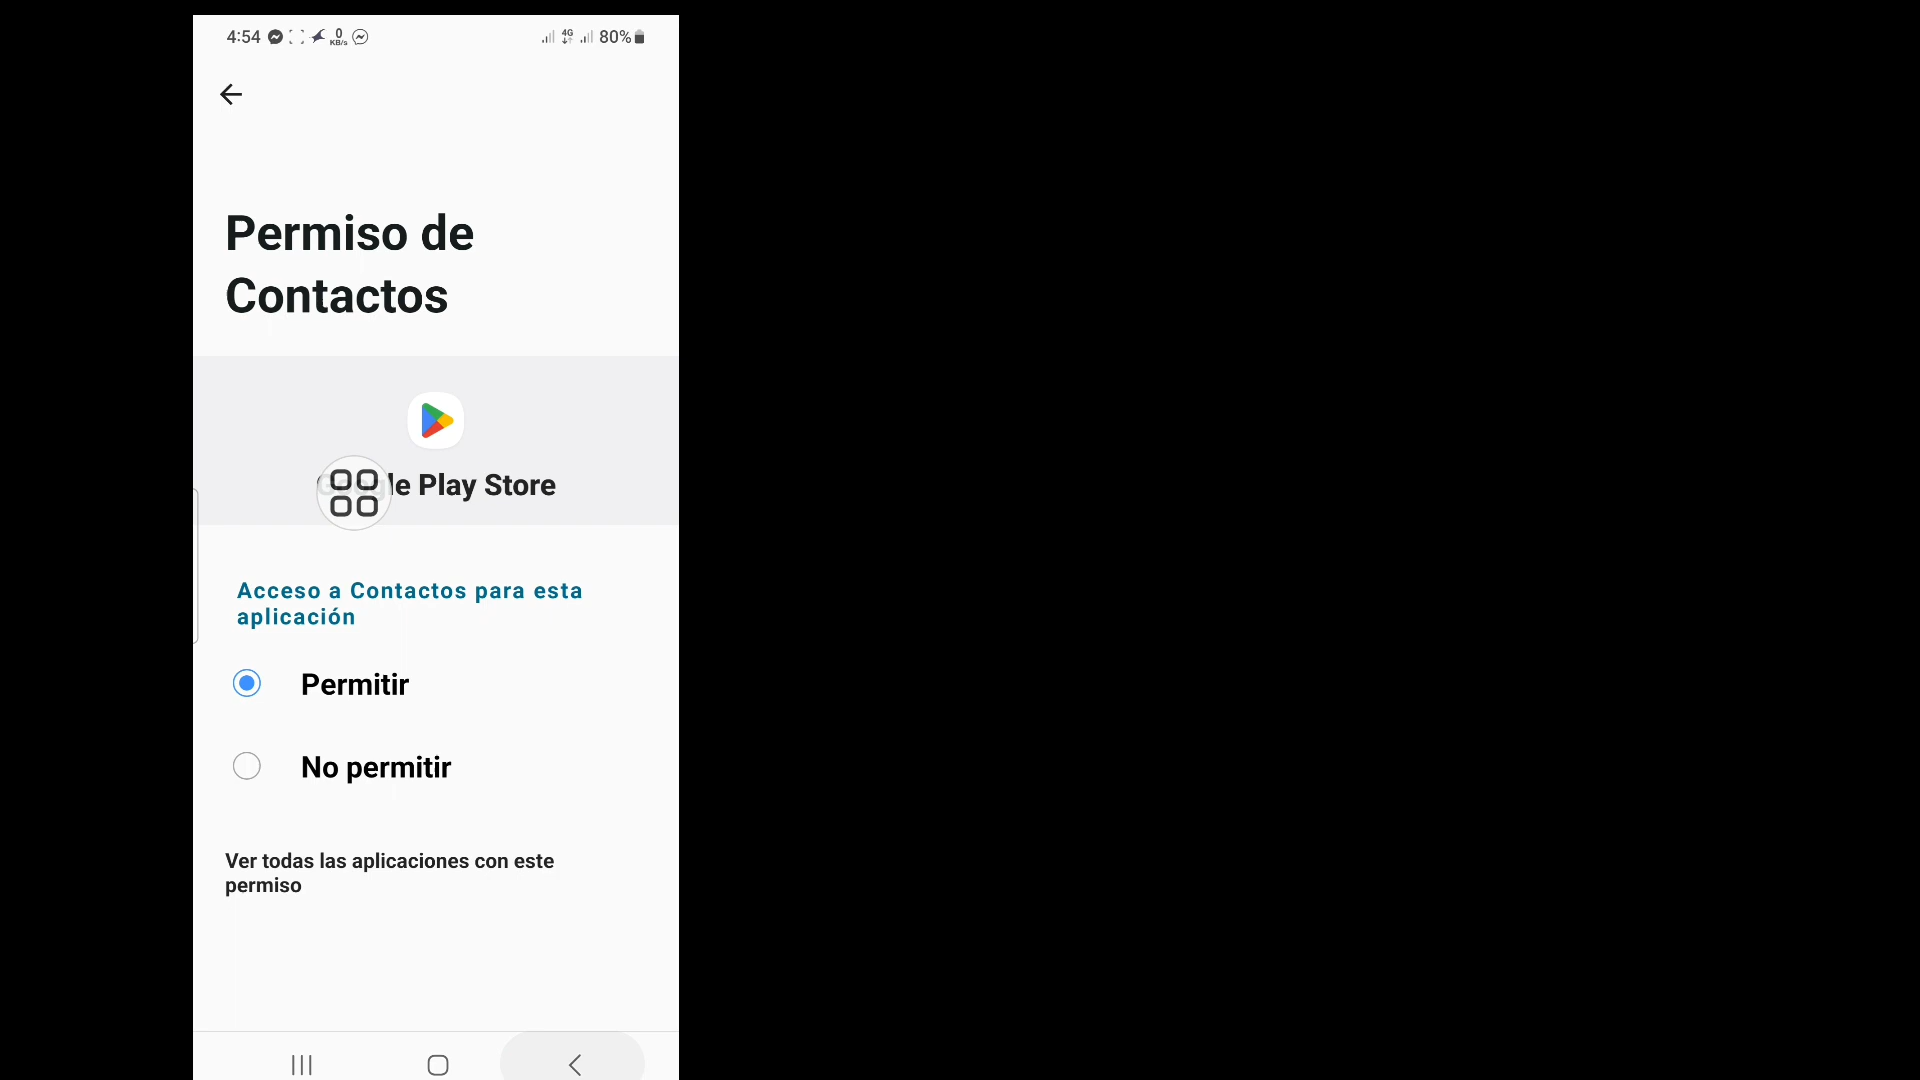 4:54 0 KB/s 4G 80%
Permiso de
Contactos
Google Play Store
Acceso a Contactos para esta
aplicación
Permitir
No permitir
Ver todas las aplicaciones con este
permiso